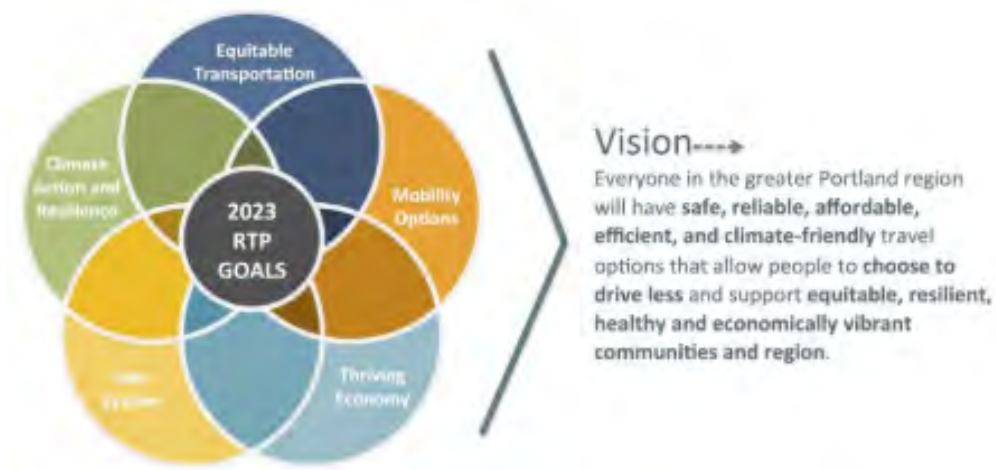 Equitable
Transportation
Climate
Action and
Resilience
2023
RTP
GOALS
Mobility
Options
Thriving
Economy
Vision
Everyone in the greater Portland region
will have safe, reliable, affordable,
efficient, and climate-friendly travel
options that allow people to choose to
drive less and support equitable, resilient,
healthy and economically vibrant
communities and region.